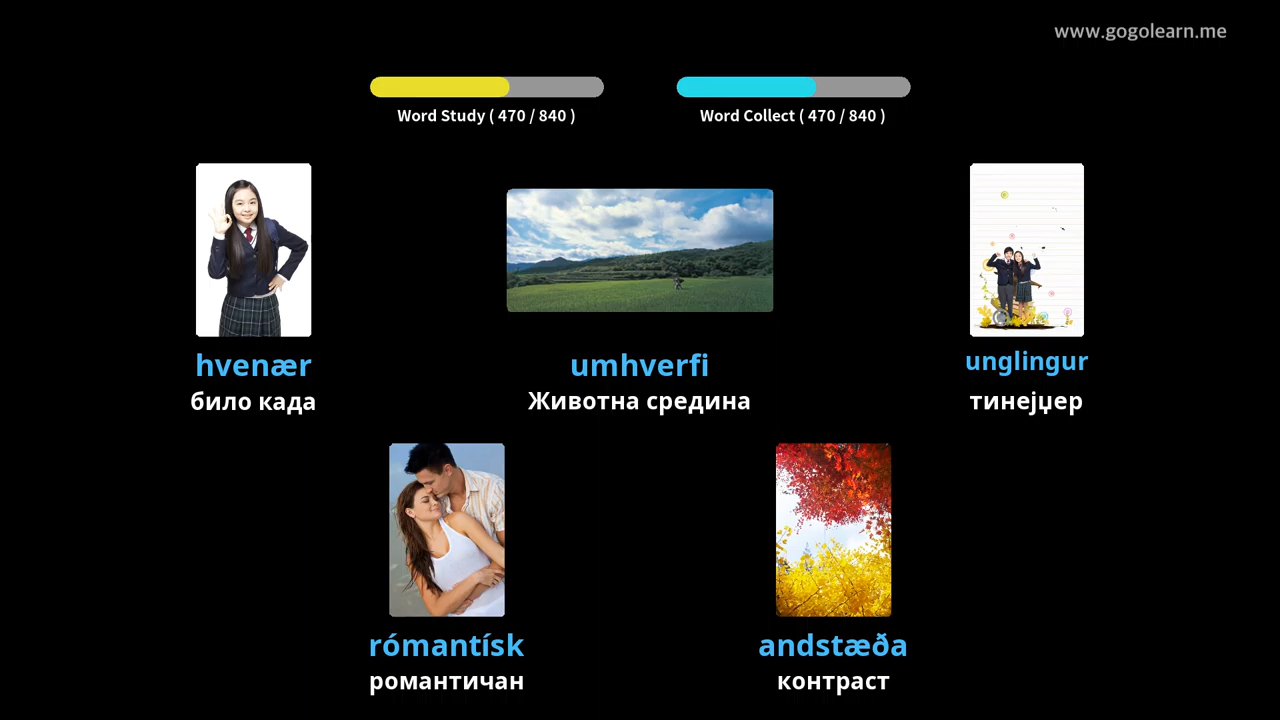 www.gogolearn.me
Word Study ( 470 / 840 )
Word Collect ( 470 / 840 )
hvenær
било када
umhverfi
Животна средина
unglingur
тинејџер
rómantísk
романтичан
andstæða
контраст